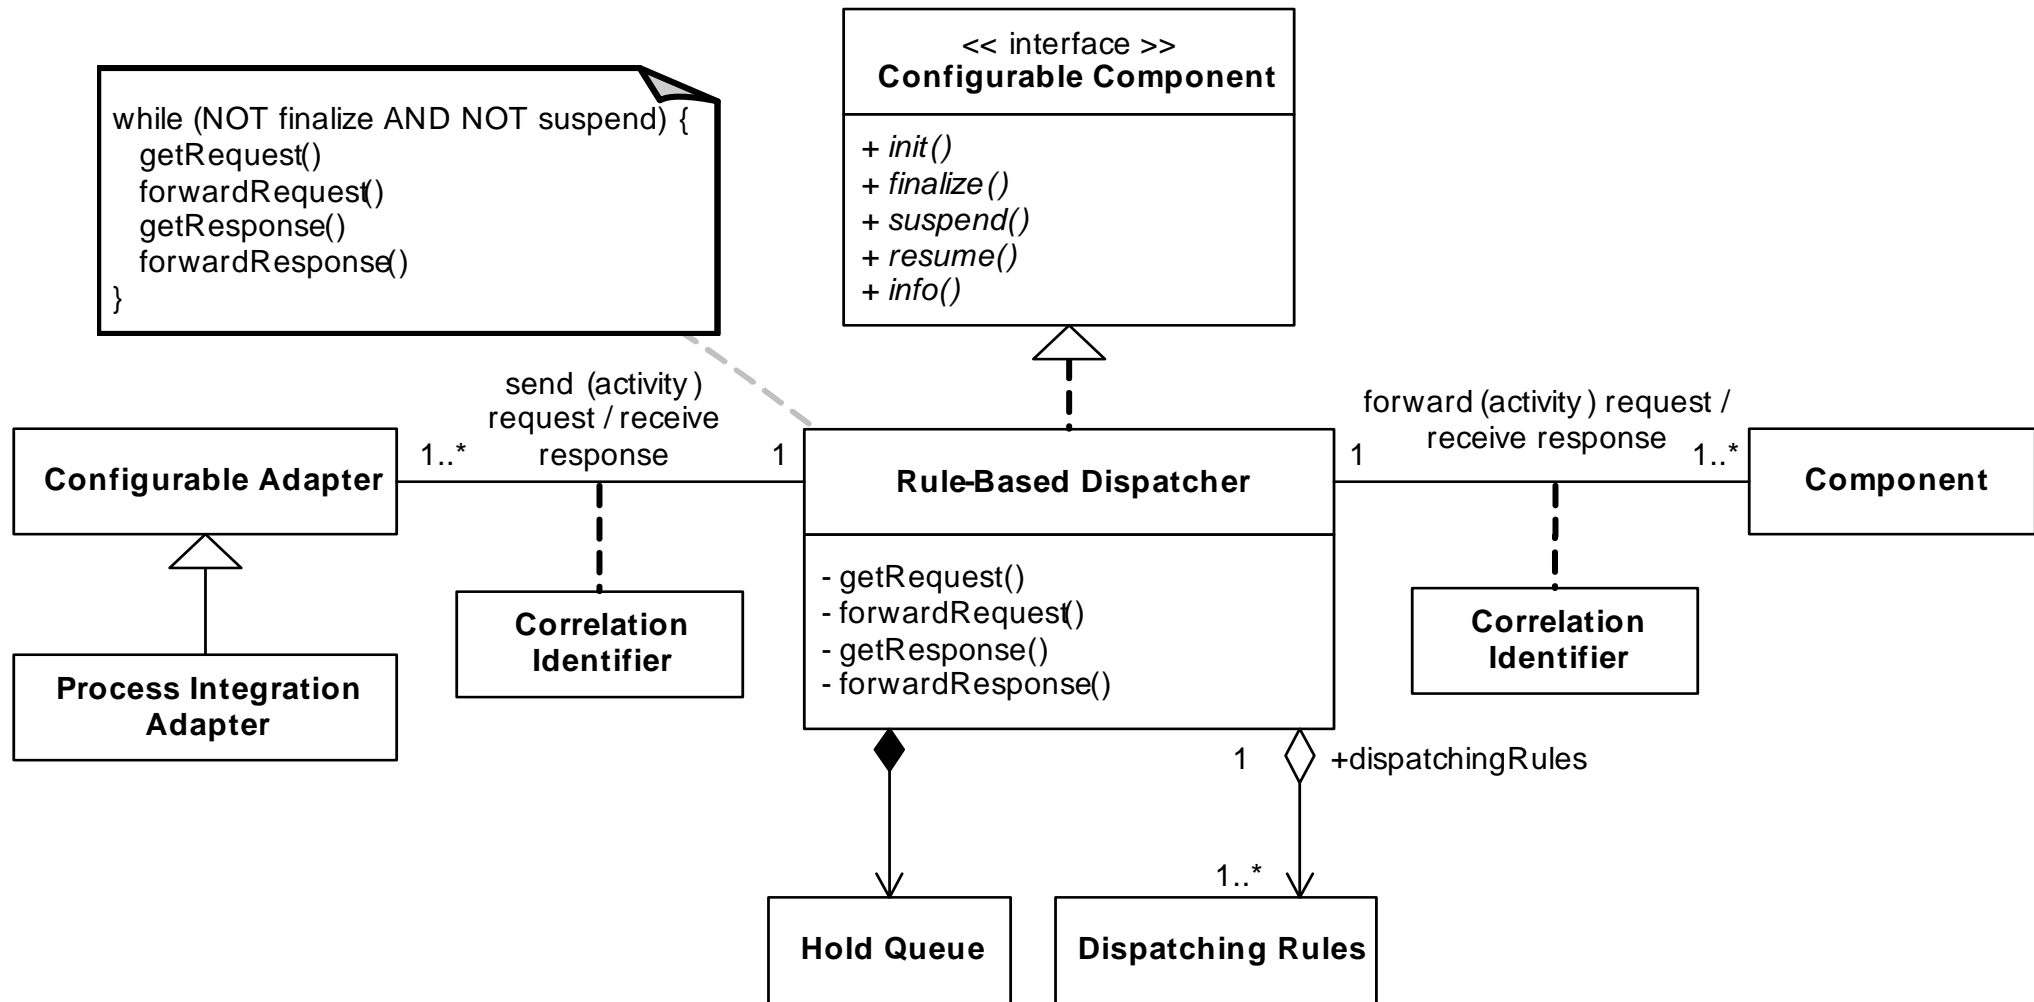 << interface >>
Configurable Component
+ init()
+ finalize()
+ suspend()
+ resume()
+ info()
while (NOT finalize AND NOT suspend) {
getRequest()
forwardRequest()
getResponse()
forwardResponse()
}
send (activity)
request / receive
response
1..*
1
forward (activity) request /
receive response
1
1..*
Configurable Adapter
Rule-Based Dispatcher
- getRequest()
- forwardRequest()
- getResponse()
- forwardResponse()
Component
Correlation
Identifier
Correlation
Identifier
Process Integration
Adapter
1
+dispatchingRules
1..*
Hold Queue
Dispatching Rules